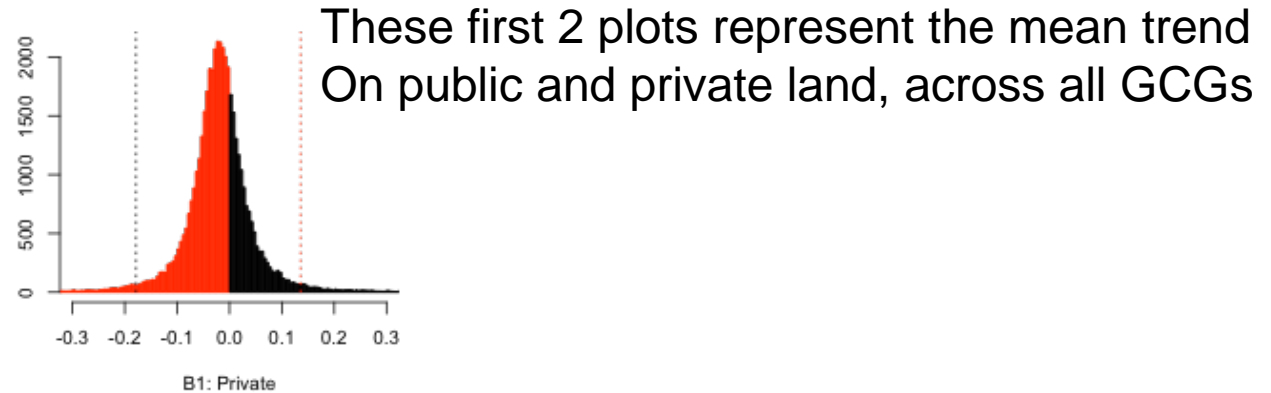 These first 2 plots represent the mean trend
On public and private land, across all GCGs
2000
1500
1000
500
0
-0.3 -0.2 -0.1 0.0 0.1 0.2 0.3
B1: Private